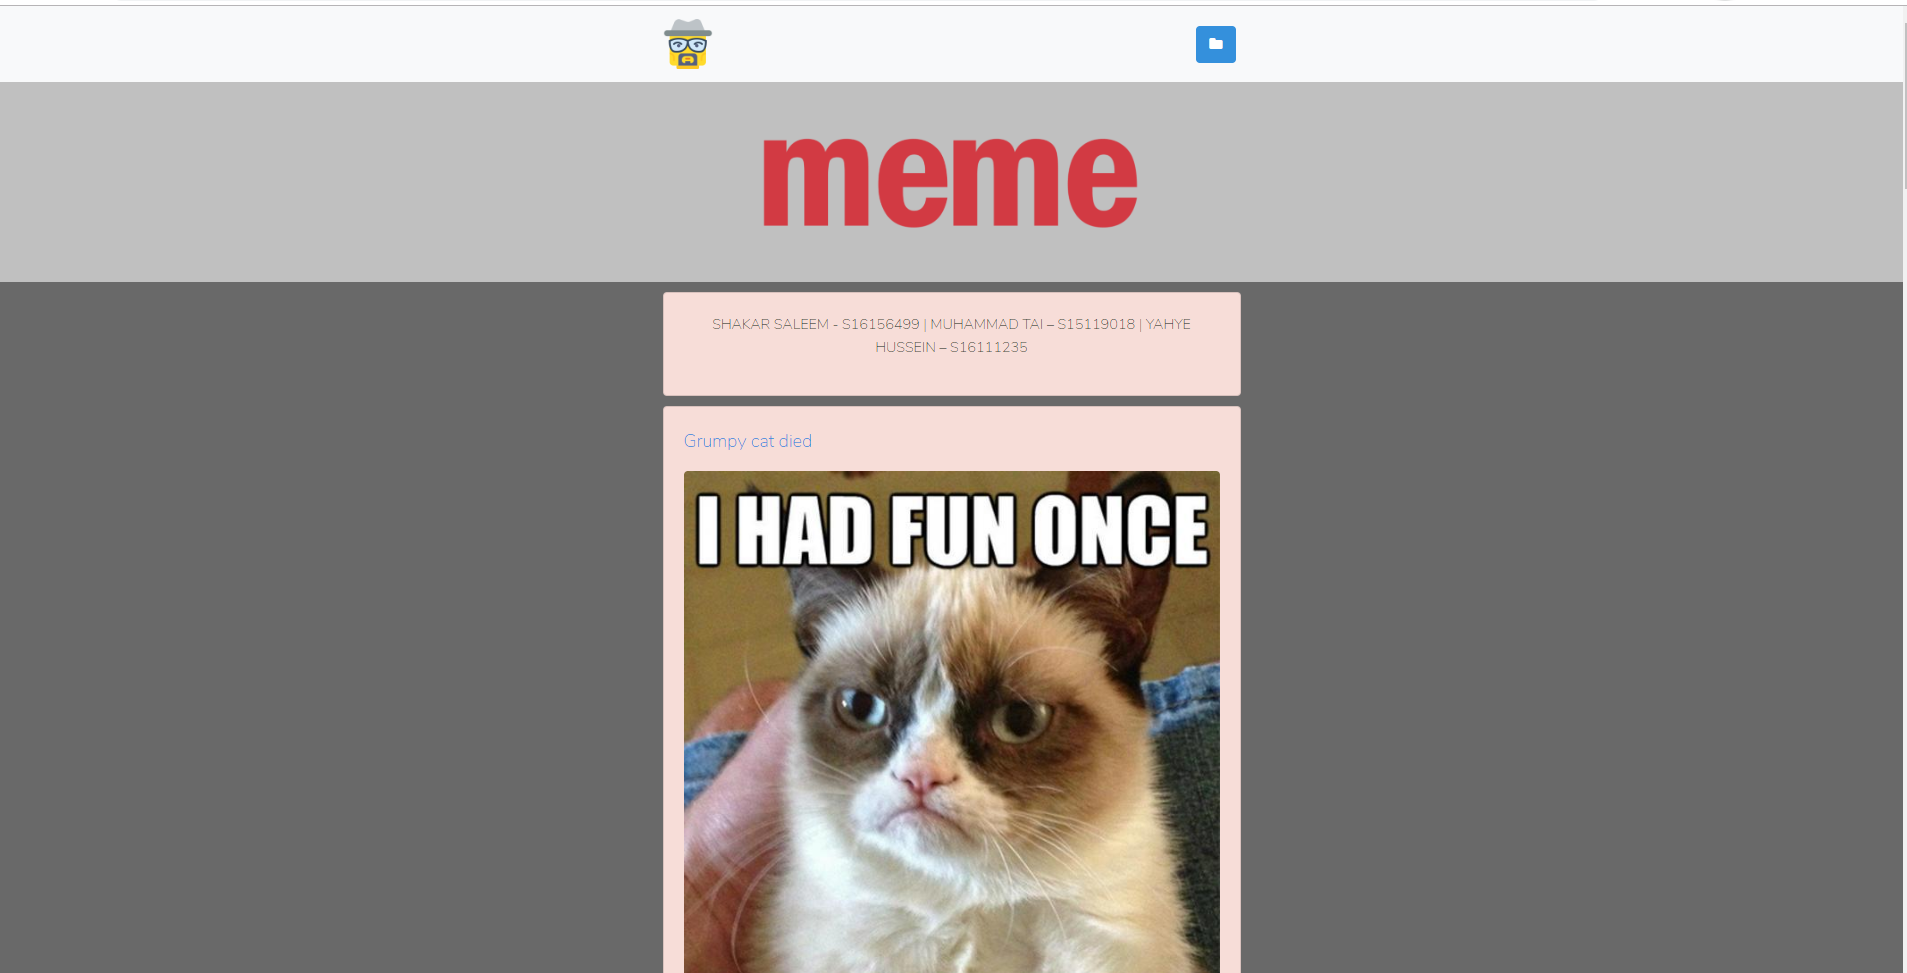 meme
SHAKAR SALEEM - S16156499 | MUHAMMAD TAI – S15119018 | YAHYE
HUSSEIN – S16111235
Grumpy cat died
I HAD FUN ONCE